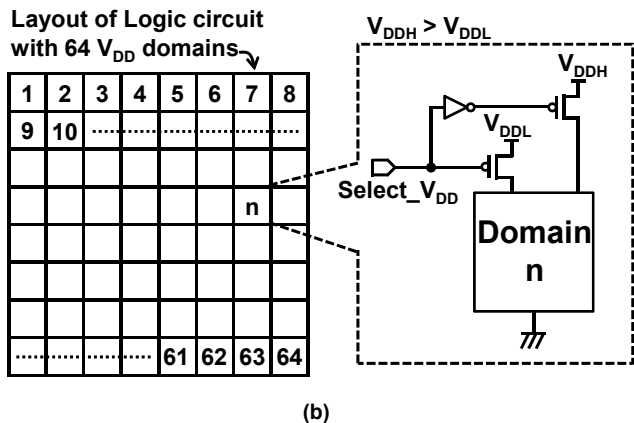 Layout of Logic circuit
with 64 VDD domains
1 2 3 4 5 6 7 8
9 10
n
61 62 63 64
VDDH > VDDL
VDDH
VDDL
Select_VDD
Domain
n
(b)